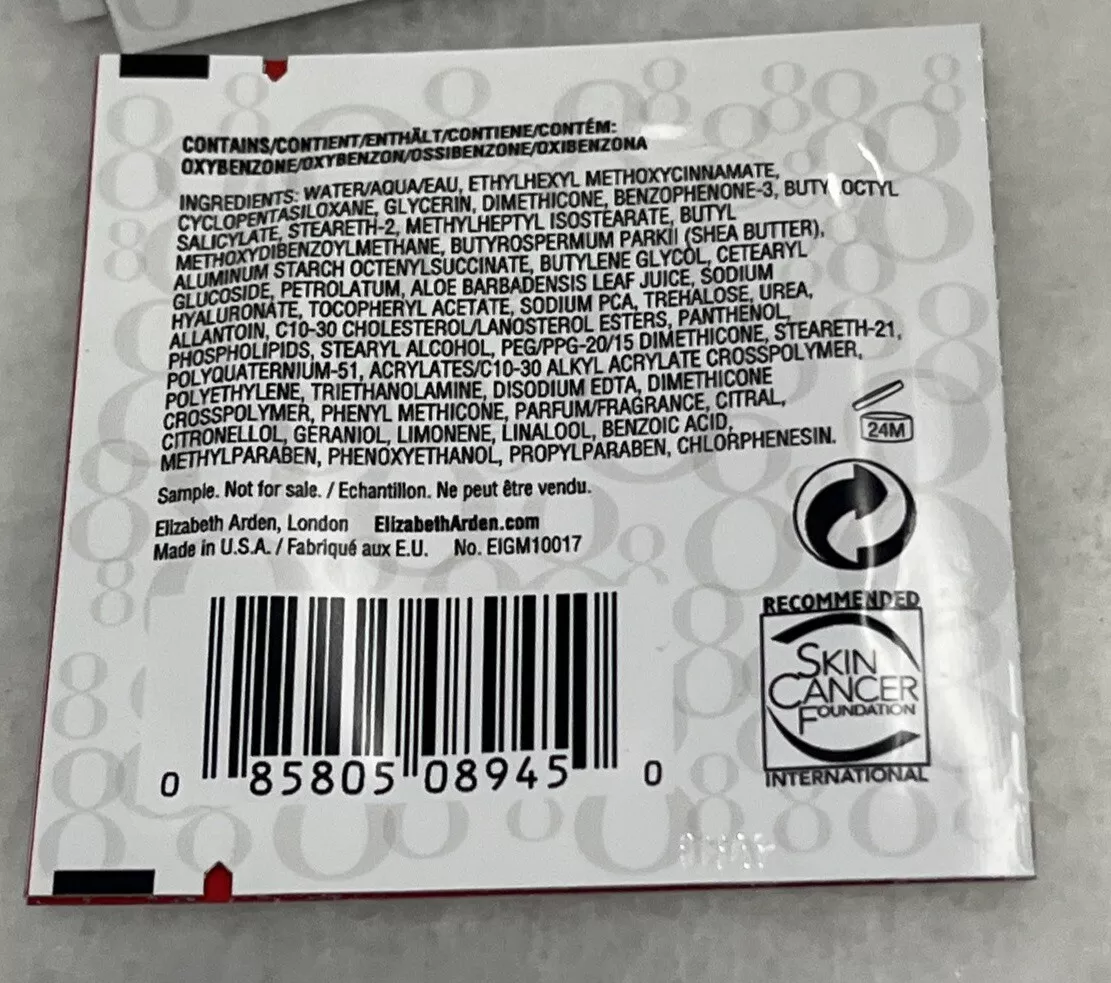 CONTAINS/CONTIENT/ENTHÄLT/CONTIENE/CONTÉM:
OXYBENZONE/OXYBENZON/OSSIBENZONE/OXIBENZONA
INGREDIENTS: WATER/AQUA/EAU, ETHYLHEXYL METHOXYCINNAMATE,
CYCLOPENTASILOXANE, GLYCERIN, DIMETHICONE, BENZOPHENONE-3, BUTY OCTYL
SALICYLATE, STEARETH-2, METHYLHEPTYL ISOSTEARATE, BUTYL
METHOXYDIBENZOYLMETHANE, BUTYROSPERMUM PARKII (SHEA BUTTER),
ALUMINUM STARCH OCTENYLSUCCINATE, BUTYLENE GLYCOL, CETEARYL
GLUCOSIDE, PETROLATUM, ALOE BARBADENSIS LEAF JUICE, SODIUM
HYALURONATE, TOCOPHERYL ACETATE, SODIUM PCA, TREHALOSE, UREA,
ALLANTOIN, C10-30 CHOLESTEROL/LANOSTEROL ESTERS, PANTHENOL,
PHOSPHOLIPIDS, STEARYL ALCOHOL, PEG/PPG-20/15 DIMETHICONE, STEARETH-21,
POLYQUATERNIUM-51, ACRYLATES/C10-30 ALKYL ACRYLATE CROSSPOLYMER,
POLYETHYLENE, TRIETHANOLAMINE, DISODIUM EDTA, DIMETHICONE
CROSSPOLYMER, PHENYL METHICONE, PARFUM/FRAGRANCE, CITRAL,
CITRONELLOL, GERANIOL, LIMONENE, LINALOOL, BENZOIC ACID,
METHYLPARABEN, PHENOXYETHANOL, PROPYLPARABEN, CHLORPHENESIN.
24M
Sample. Not for sale. / Echantillon. Ne peut être vendu.
Elizabeth Arden, London ElizabethArden.com
Made in U.S.A. / Fabriqué aux E.U. No. EIGM10017
RECOMMENDED
SKIN
CANCER
FOUNDATION
INTERNATIONAL
0 85805 08945 0